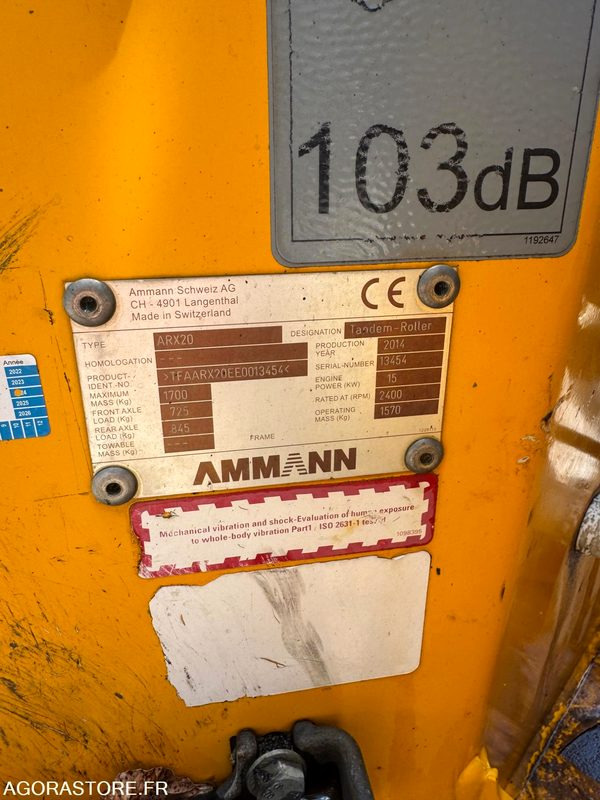 103dB
1192647
Ammann Schweiz AG
CH - 4901 Langenthal
Made in Switzerland
CE
TYPE ARX20
DESIGNATION Tandem-Roller
HOMOLOGATION ---
PRODUCTION YEAR 2014
PRODUCT-IDENT.-NO. >TFAARX20EE0013454<
SERIAL-NUMBER 13454
MAXIMUM MASS (Kg) 1700
ENGINE POWER (KW) 15
FRONT AXLE LOAD (Kg) 725
RATED AT (RPM) 2400
REAR AXLE LOAD (Kg) 845
OPERATING MASS (Kg) 1570
TOWABLE MASS (Kg) ---
FRAME
AMMANN
Année
2022
2023
2025
2026
Mechanical vibration and shock-Evaluation of human exposure
to whole-body vibration Part1 / ISO 2631-1 tested
1098395
AGORASTORE.FR